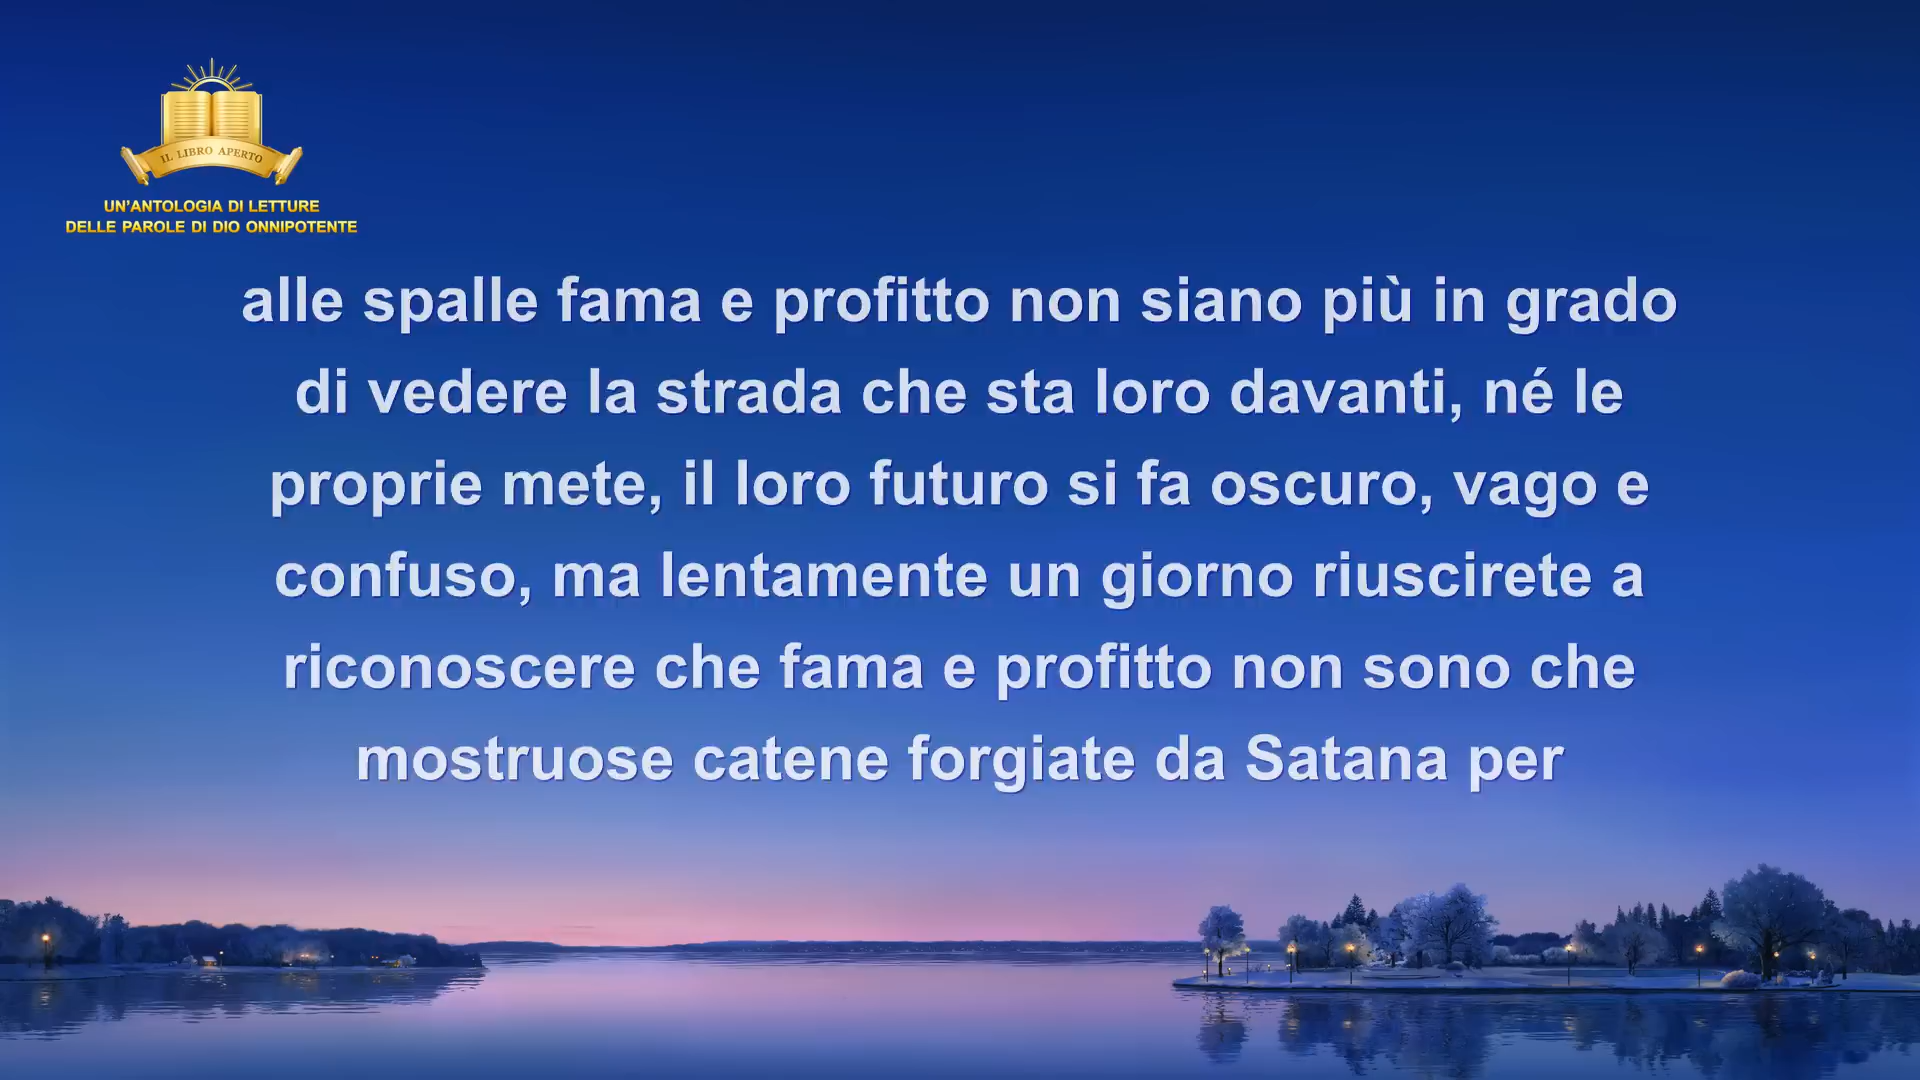 IL LIBRO APERTO
UN'ANTOLOGIA DI LETTURE
DELLE PAROLE DI DIO ONNIPOTENTE
alle spalle fama e profitto non siano più in grado
di vedere la strada che sta loro davanti, né le
proprie mete, il loro futuro si fa oscuro, vago e
confuso, ma lentamente un giorno riuscirete a
riconoscere che fama e profitto non sono che
mostruose catene forgiate da Satana per